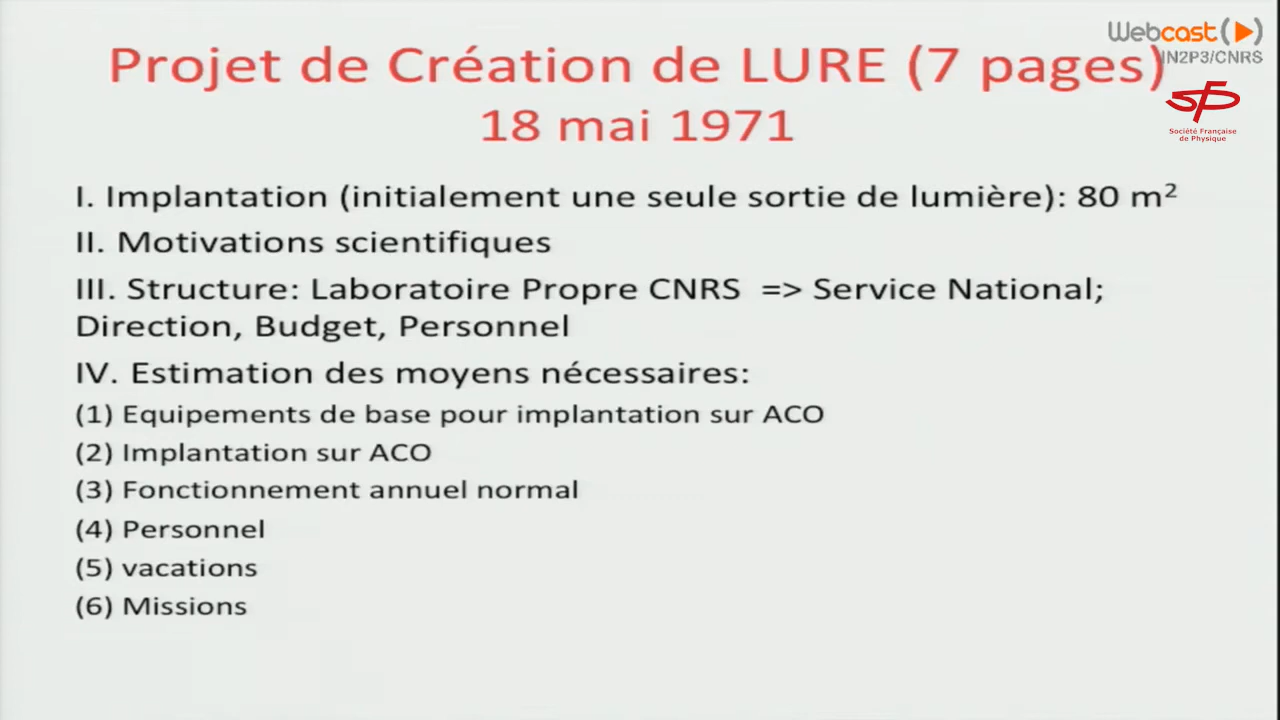 Webcast
IN2P3/CNRS
Société Française
de Physique
Projet de Création de LURE (7 pages)
18 mai 1971
I. Implantation (initialement une seule sortie de lumière): 80 m²
II. Motivations scientifiques
III. Structure: Laboratoire Propre CNRS => Service National;
Direction, Budget, Personnel
IV. Estimation des moyens nécessaires:
(1) Equipements de base pour implantation sur ACO
(2) Implantation sur ACO
(3) Fonctionnement annuel normal
(4) Personnel
(5) vacations
(6) Missions